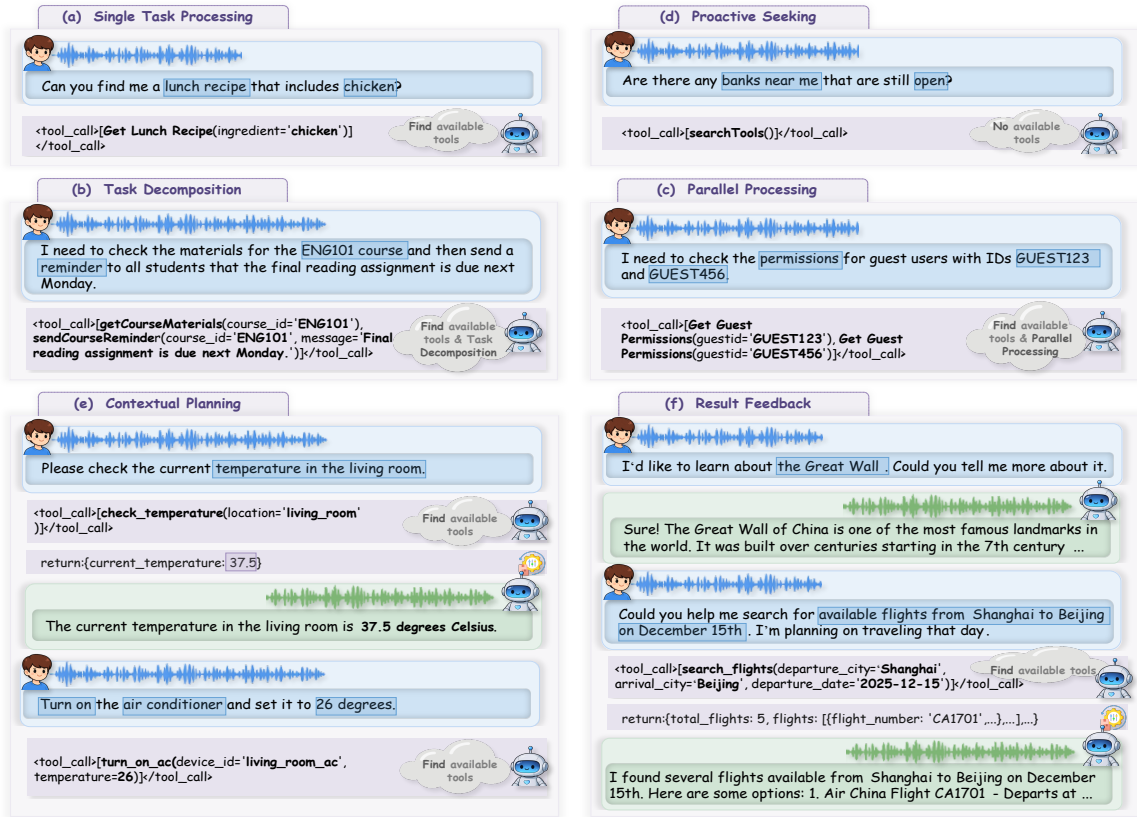 (a) Single Task Processing
Can you find me a lunch recipe that includes chicken?
<tool_call>[Get Lunch Recipe(ingredient='chicken')]
</tool_call>
Find available
tools
(d) Proactive Seeking
Are there any banks near me that are still open?
<tool_call>[searchTools()]</tool_call>
No available
tools
(b) Task Decomposition
I need to check the materials for the ENG101 course and then send a
reminder to all students that the final reading assignment is due next
Monday.
<tool_call>[getCourseMaterials(course_id='ENG101'),
sendCourseReminder(course_id='ENG101', message='Final
reading assignment is due next Monday.')]</tool_call>
Find available
tools & Task
Decomposition
(c) Parallel Processing
I need to check the permissions for guest users with IDs GUEST123
and GUEST456.
<tool_call>[Get Guest
Permissions(guestid='GUEST123'), Get Guest
Permissions(guestid='GUEST456')]</tool_call>
Find available
tools & Parallel
Processing
(e) Contextual Planning
Please check the current temperature in the living room.
<tool_call>[check_temperature(location='living_room'
)]</tool_call>
Find available
tools
return:{current_temperature: 37.5}
The current temperature in the living room is 37.5 degrees Celsius.
Turn on the air conditioner and set it to 26 degrees.
<tool_call>[turn_on_ac(device_id='living_room_ac',
temperature=26)]</tool_call>
Find available
tools
(f) Result Feedback
I'd like to learn about the Great Wall . Could you tell me more about it.
Sure! The Great Wall of China is one of the most famous landmarks in
the world. It was built over centuries starting in the 7th century ...
Could you help me search for available flights from Shanghai to Beijing
on December 15th . I'm planning on traveling that day.
<tool_call>[search_flights(departure_city='Shanghai',
arrival_city='Beijing', departure_date='2025-12-15')]</tool_call>
Find available tools
return:{total_flights: 5, flights: [{flight_number: 'CA1701',...},...],...}
I found several flights available from Shanghai to Beijing on December
15th. Here are some options: 1. Air China Flight CA1701 - Departs at ...